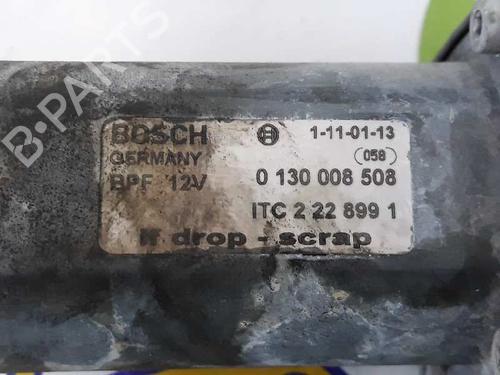 B-PARTS
BOSCH 1-11-01-13
GERMANY (058)
BPF 12V 0 130 008 508
ITC 2 22 899 1
If drop - scrap